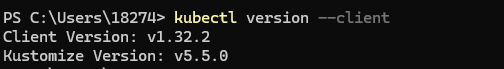 PS C:\Users\18274> kubectl version --client
Client Version: v1.32.2
Kustomize Version: v5.5.0